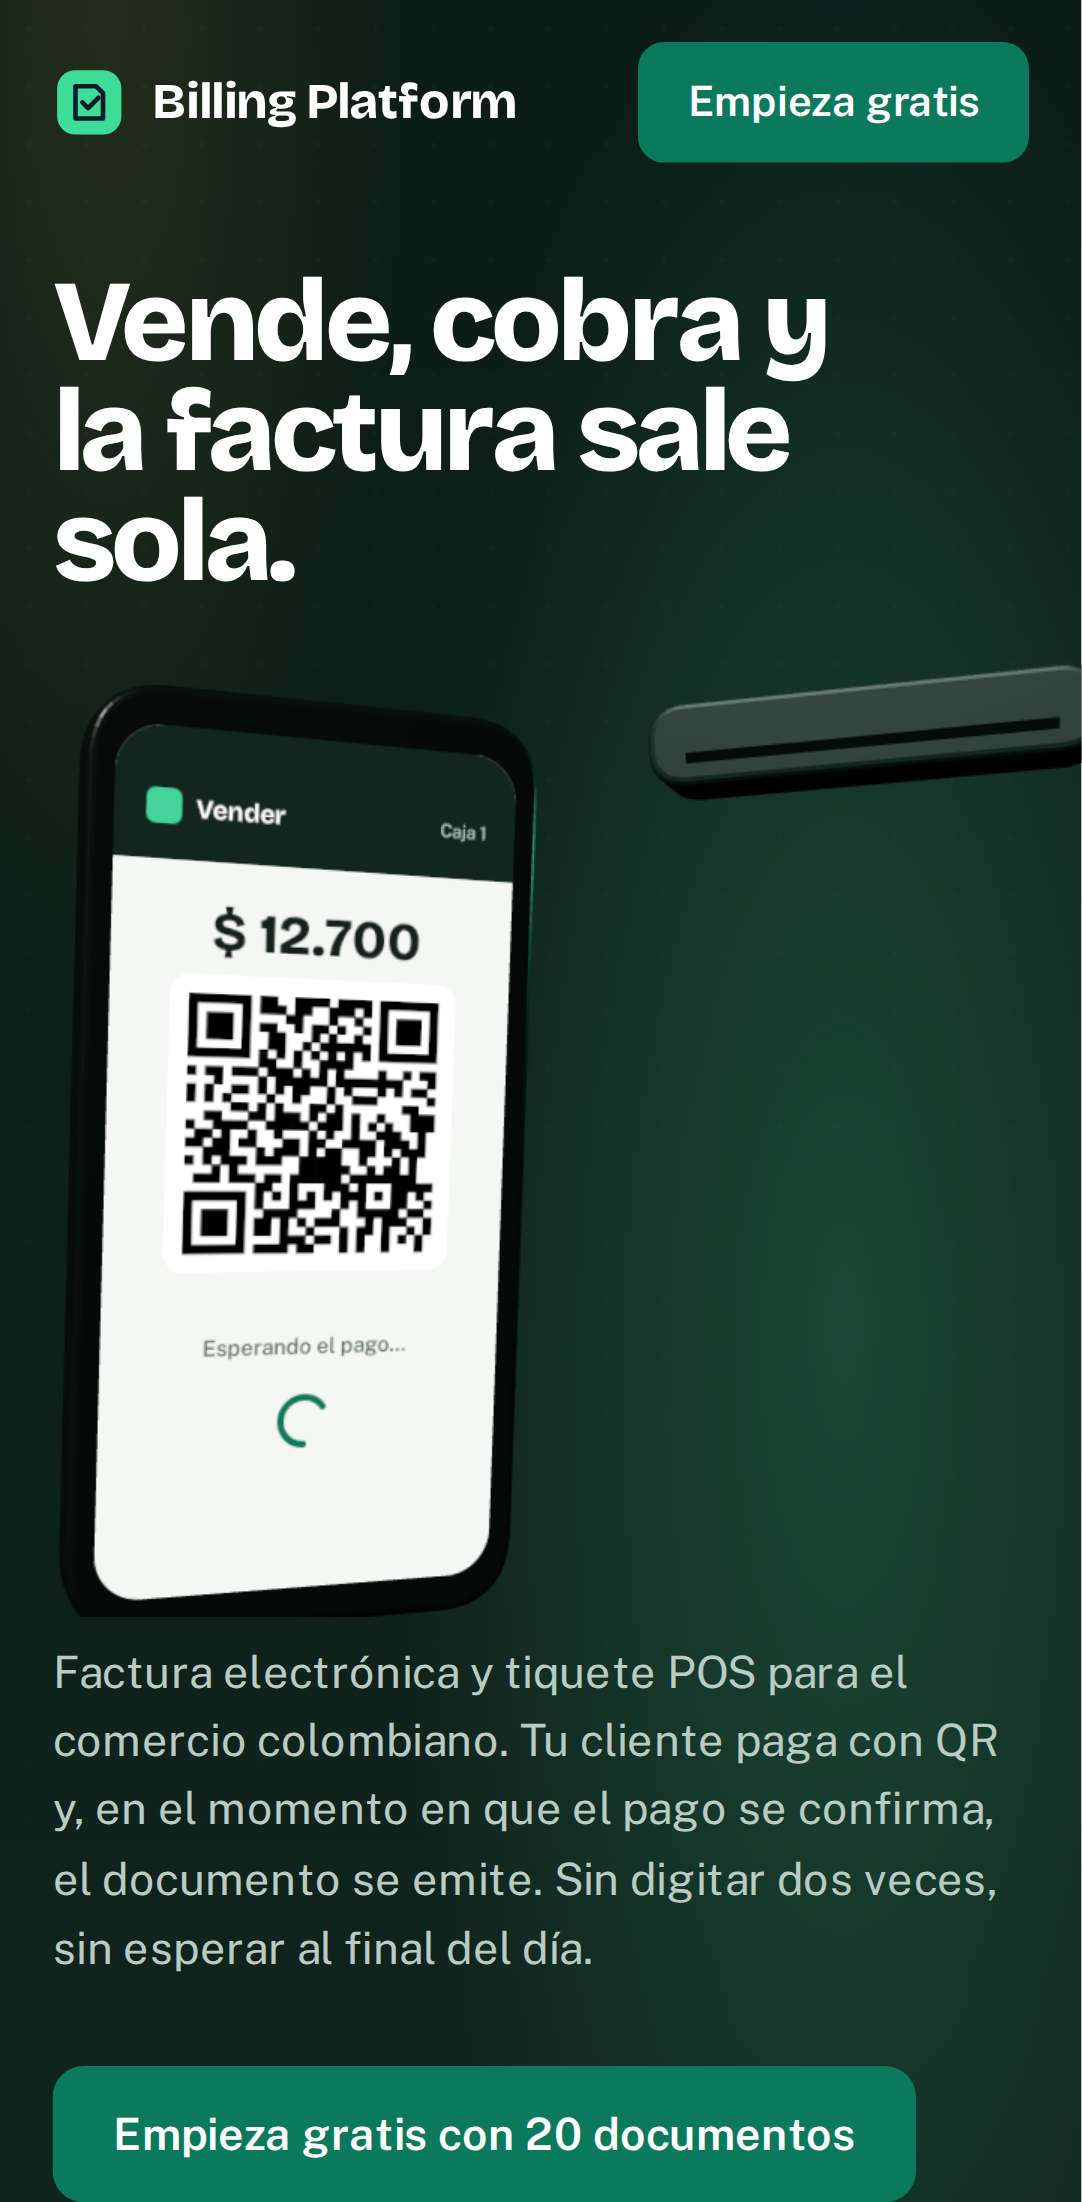 Billing Platform
Empieza gratis
Vende, cobra y
la factura sale
sola.
Vender
Caja 1
$ 12.700
Esperando el pago...
Factura electrónica y tiquete POS para el
comercio colombiano. Tu cliente paga con QR
y, en el momento en que el pago se confirma,
el documento se emite. Sin digitar dos veces,
sin esperar al final del día.
Empieza gratis con 20 documentos